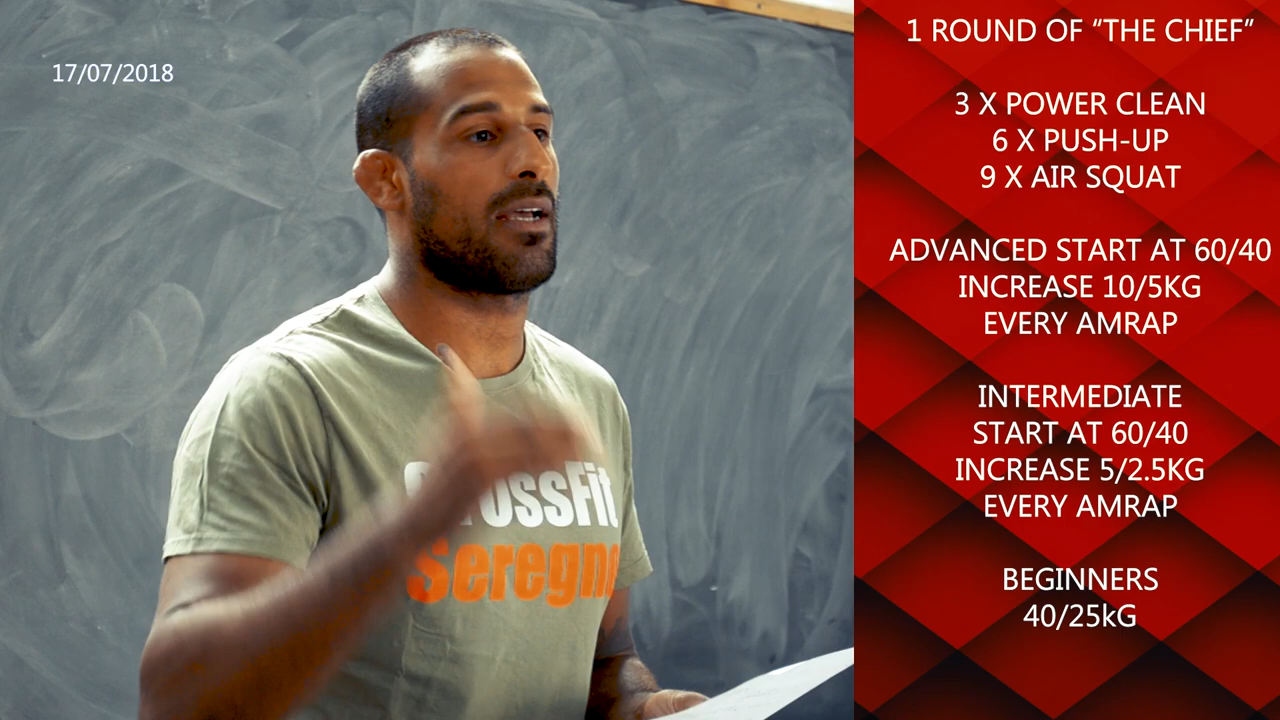 17/07/2018
CrossFit
Seregno
1 ROUND OF “THE CHIEF”
3 X POWER CLEAN
6 X PUSH-UP
9 X AIR SQUAT
ADVANCED START AT 60/40
INCREASE 10/5KG
EVERY AMRAP
INTERMEDIATE
START AT 60/40
INCREASE 5/2.5KG
EVERY AMRAP
BEGINNERS
40/25kG